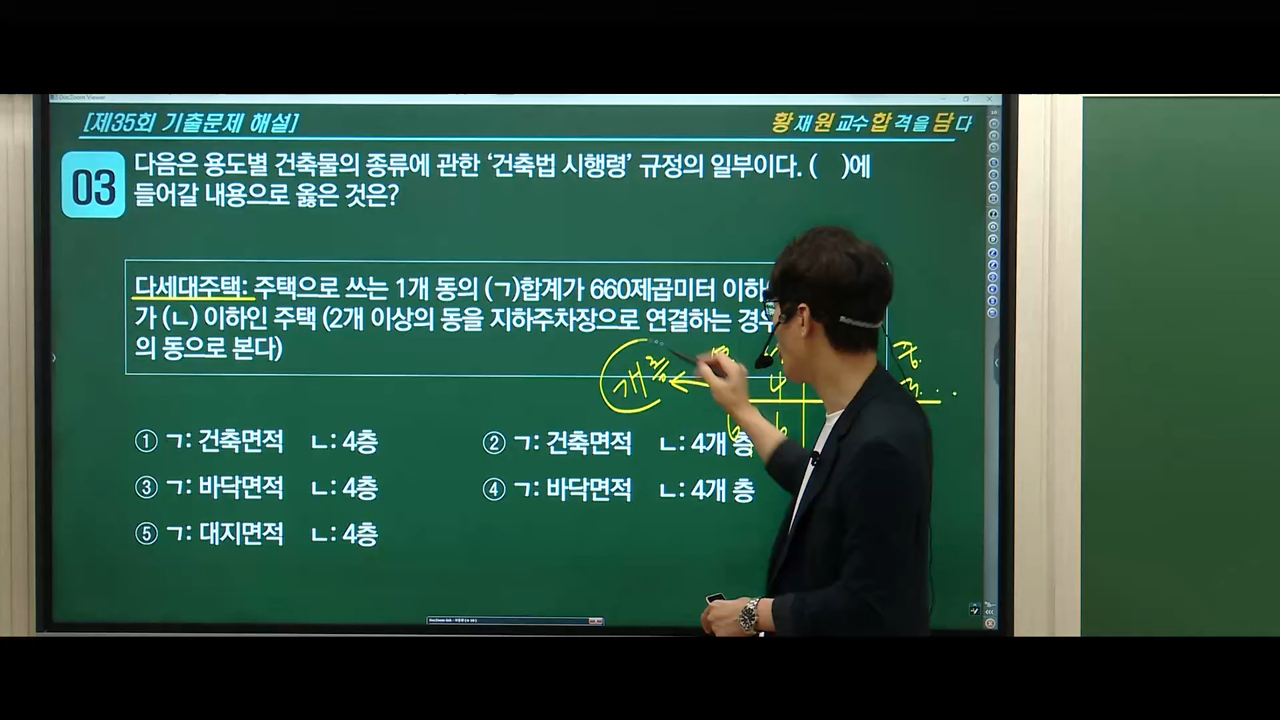 [제35회 기출문제 해설]
황재원 교수 합격을 담다
03
다음은 용도별 건축물의 종류에 관한 ‘건축법 시행령’ 규정의 일부이다. ( )에
들어갈 내용으로 옳은 것은?
다세대주택: 주택으로 쓰는 1개 동의 (ㄱ)합계가 660제곱미터
가 (ㄴ) 이하인 주택 (2개 이상의 동을 지하주차장으로 연결하는
의 동으로 본다)
개층
4
① ㄱ: 건축면적 ㄴ: 4층
② ㄱ: 건축면적 ㄴ: 4개 층
③ ㄱ: 바닥면적 ㄴ: 4층
④ ㄱ: 바닥면적 ㄴ: 4개 층
⑤ ㄱ: 대지면적 ㄴ: 4층